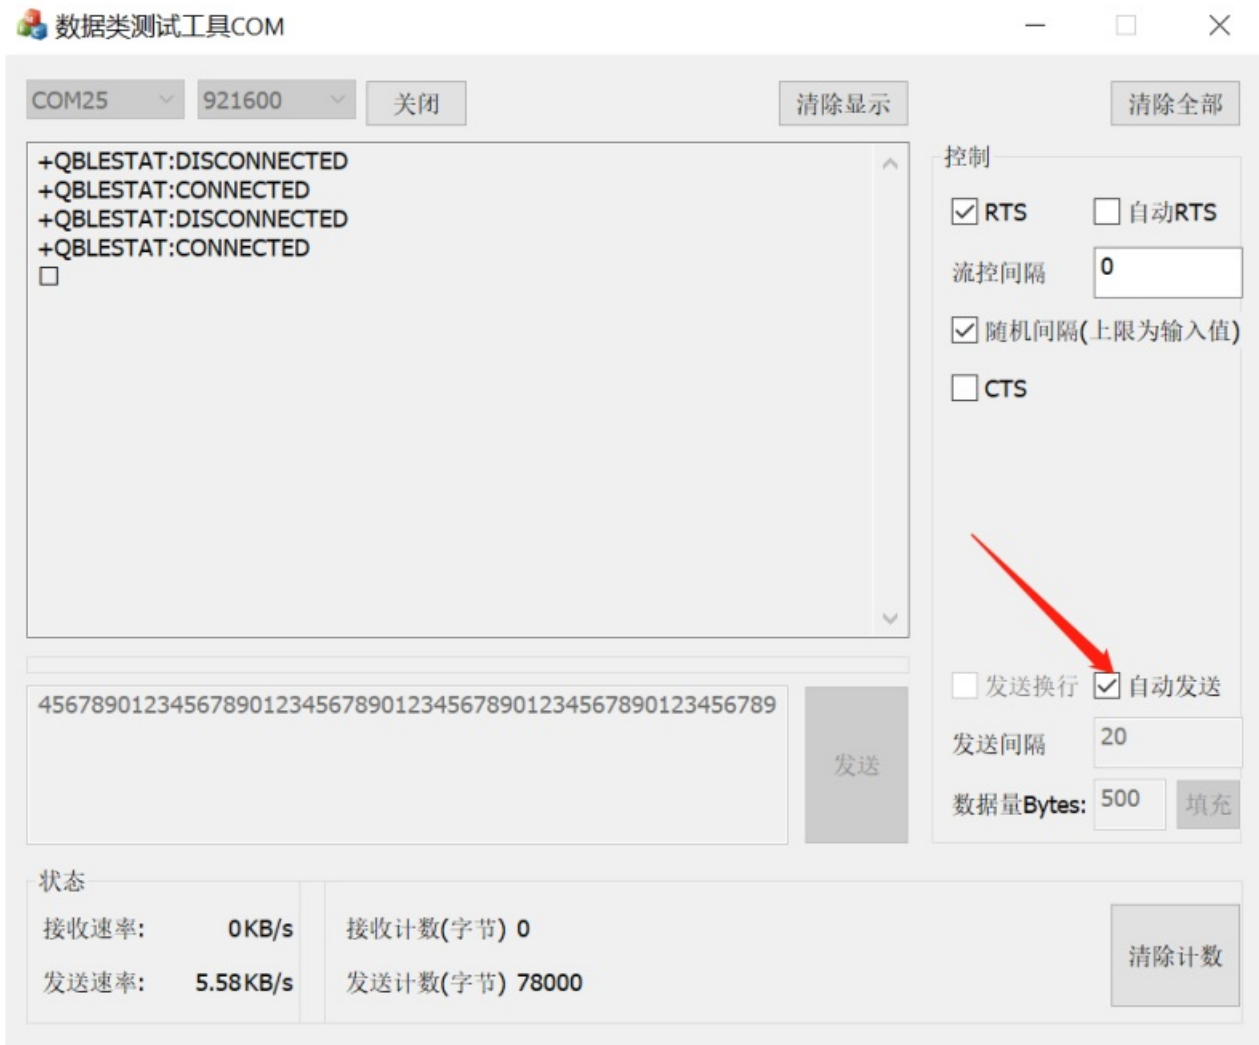 数据类测试工具COM
COM25 921600 关闭 清除显示 清除全部
+QBLESTAT:DISCONNECTED
+QBLESTAT:CONNECTED
+QBLESTAT:DISCONNECTED
+QBLESTAT:CONNECTED
控制
RTS 自动RTS
流控间隔 0
随机间隔(上限为输入值)
CTS
发送换行 自动发送
发送间隔 20
数据量Bytes: 500 填充
4567890123456789012345678901234567890123456789
发送
状态
接收速率: 0KB/s 接收计数(字节) 0
发送速率: 5.58KB/s 发送计数(字节) 78000
清除计数